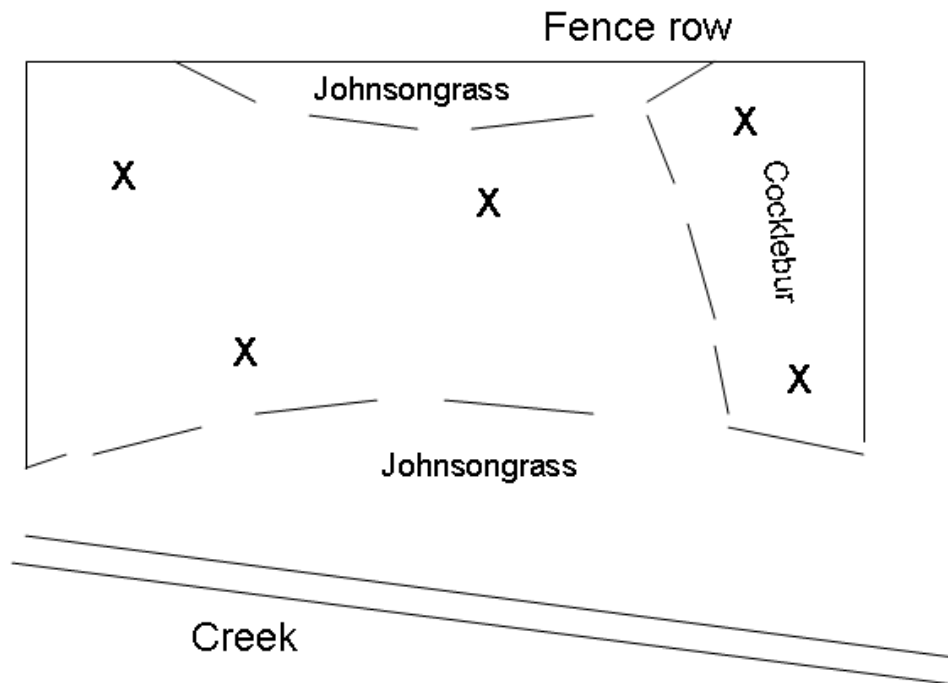 Fence row
Johnsongrass
X
Cocklebur
X
X
X
X
Johnsongrass
Creek